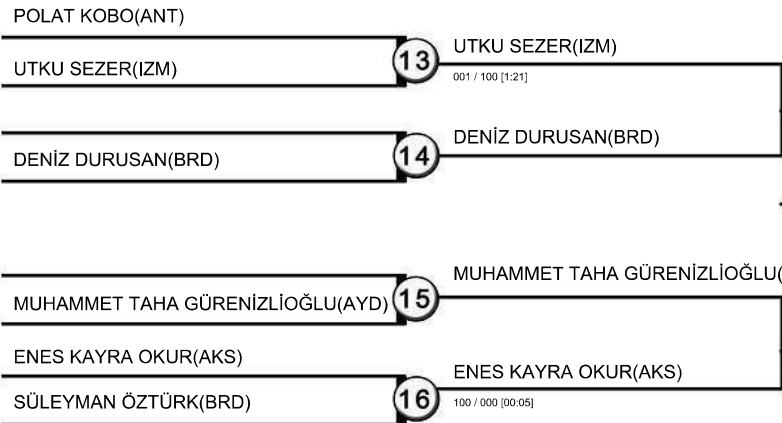 POLAT KOBO(ANT)
UTKU SEZER(IZM)
13
UTKU SEZER(IZM)
001 / 100 [1:21]
DENİZ DURUSAN(BRD)
14
DENİZ DURUSAN(BRD)
MUHAMMET TAHA GÜRENİZLİOĞLU(AYD)
15
MUHAMMET TAHA GÜRENİZLİOĞLU(
ENES KAYRA OKUR(AKS)
SÜLEYMAN ÖZTÜRK(BRD)
16
ENES KAYRA OKUR(AKS)
100 / 000 [00:05]